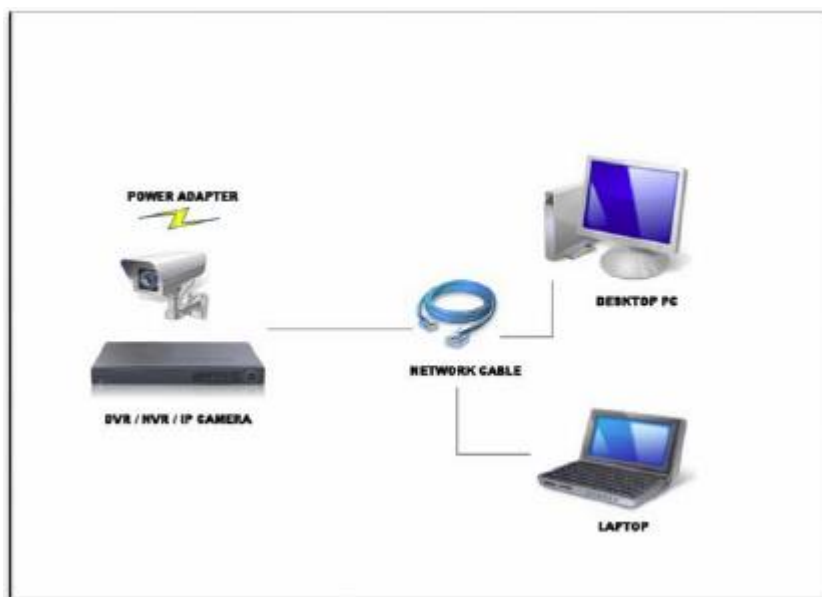 POWER ADAPTER
DESKTOP PC
NETWORK CABLE
DVR / NVR / IP CAMERA
LAPTOP